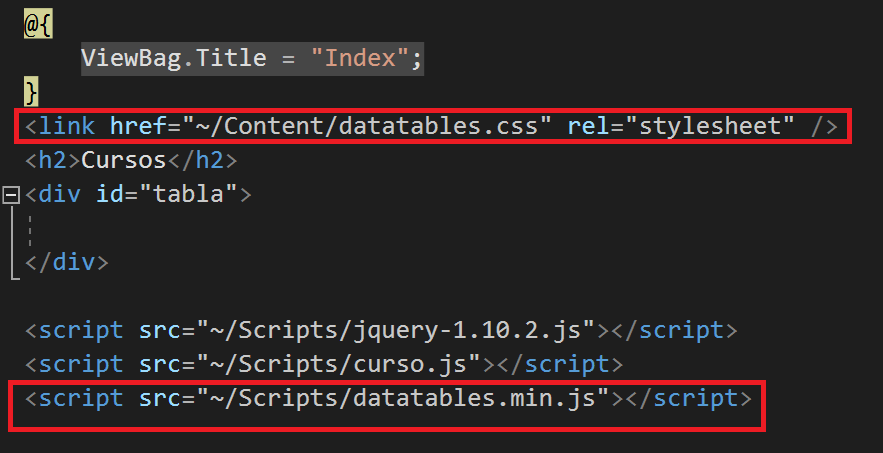 @{
    ViewBag.Title = "Index";
}
<link href="~/Content/datatables.css" rel="stylesheet" />
<h2>Cursos</h2>
<div id="tabla">
</div>
<script src="~/Scripts/jquery-1.10.2.js"></script>
<script src="~/Scripts/curso.js"></script>
<script src="~/Scripts/datatables.min.js"></script>